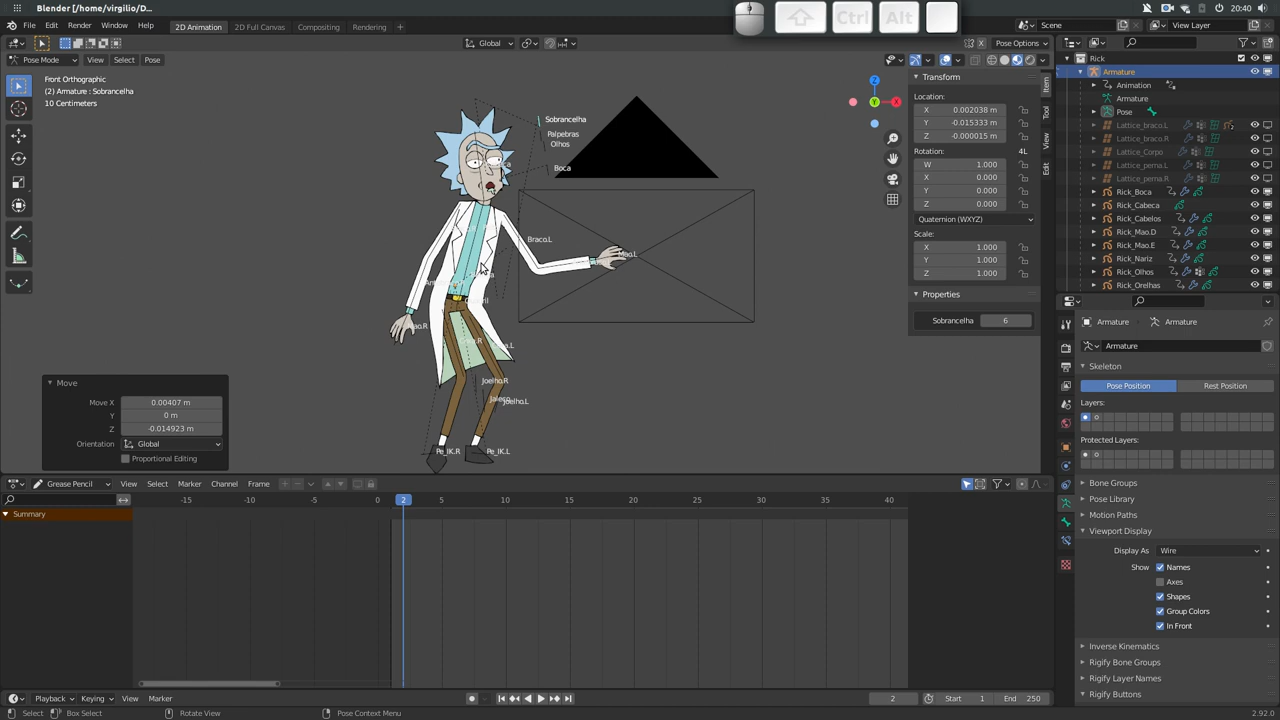 Blender [/home/virgilio/D...
20:40
Ctrl
Alt
File Edit Render Window Help 2D Animation 2D Full Canvas Compositing Rendering
Scene
View Layer
Global
Pose Options
Pose Mode View Select Pose
Front Orthographic
(2) Armature : Sobrancelha
10 Centimeters
Sobrancelha
Palpebras
Olhos
Boca
Braco.L
Mao.L
Mao.R
Joelho.R
Joelho.L
Pe_IK.R
Pe_IK.L
Transform
Location:
X 0.002038 m
Y -0.015333 m
Z -0.000015 m
Rotation: 4L
W 1.000
X 0.000
Y 0.000
Z 0.000
Quaternion (WXYZ)
Scale:
X 1.000
Y 1.000
Z 1.000
Properties
Sobrancelha 6
Item
Tool
View
Edit
Rick
Armature
Animation
Armature
Pose
Lattice_braco.L
Lattice_braco.R
Lattice_Corpo
Lattice_perna.L
Lattice_perna.R
Rick_Boca
Rick_Cabeca
Rick_Cabelos
Rick_Mao.D
Rick_Mao.E
Rick_Nariz
Rick_Olhos
Rick_Orelhas
Armature Armature
Armature
Skeleton
Pose Position Rest Position
Layers:
Protected Layers:
Bone Groups
Pose Library
Motion Paths
Viewport Display
Display As Wire
Show Names
Axes
Shapes
Group Colors
In Front
Inverse Kinematics
Rigify Bone Groups
Rigify Layer Names
Rigify Buttons
Move
Move X 0.00407 m
Y 0 m
Z -0.014923 m
Orientation Global
Proportional Editing
Grease Pencil View Select Marker Channel Frame
-15 -10 -5 0 2 5 10 15 20 25 30 35 40
Summary
Playback Keying View Marker
2 Start 1 End 250
Select Box Select Rotate View Pose Context Menu 2.92.0